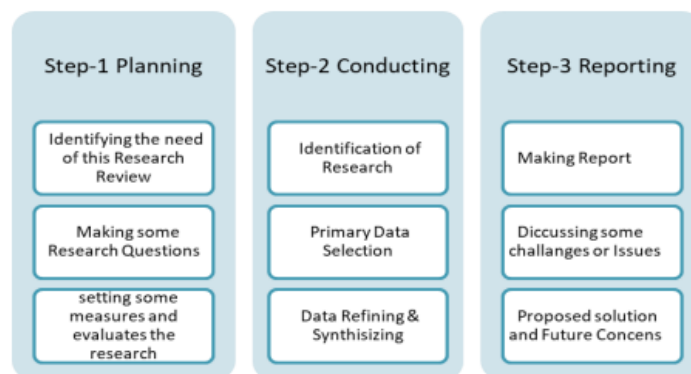 Step-1 Planning
Identifying the need
of this Research
Review
Making some
Research Questions
setting some
measures and
evaluates the
research
Step-2 Conducting
Identification of
Research
Primary Data
Selection
Data Refining &
Synthisizing
Step-3 Reporting
Making Report
Diccussing some
challanges or Issues
Proposed solution
and Future Concens